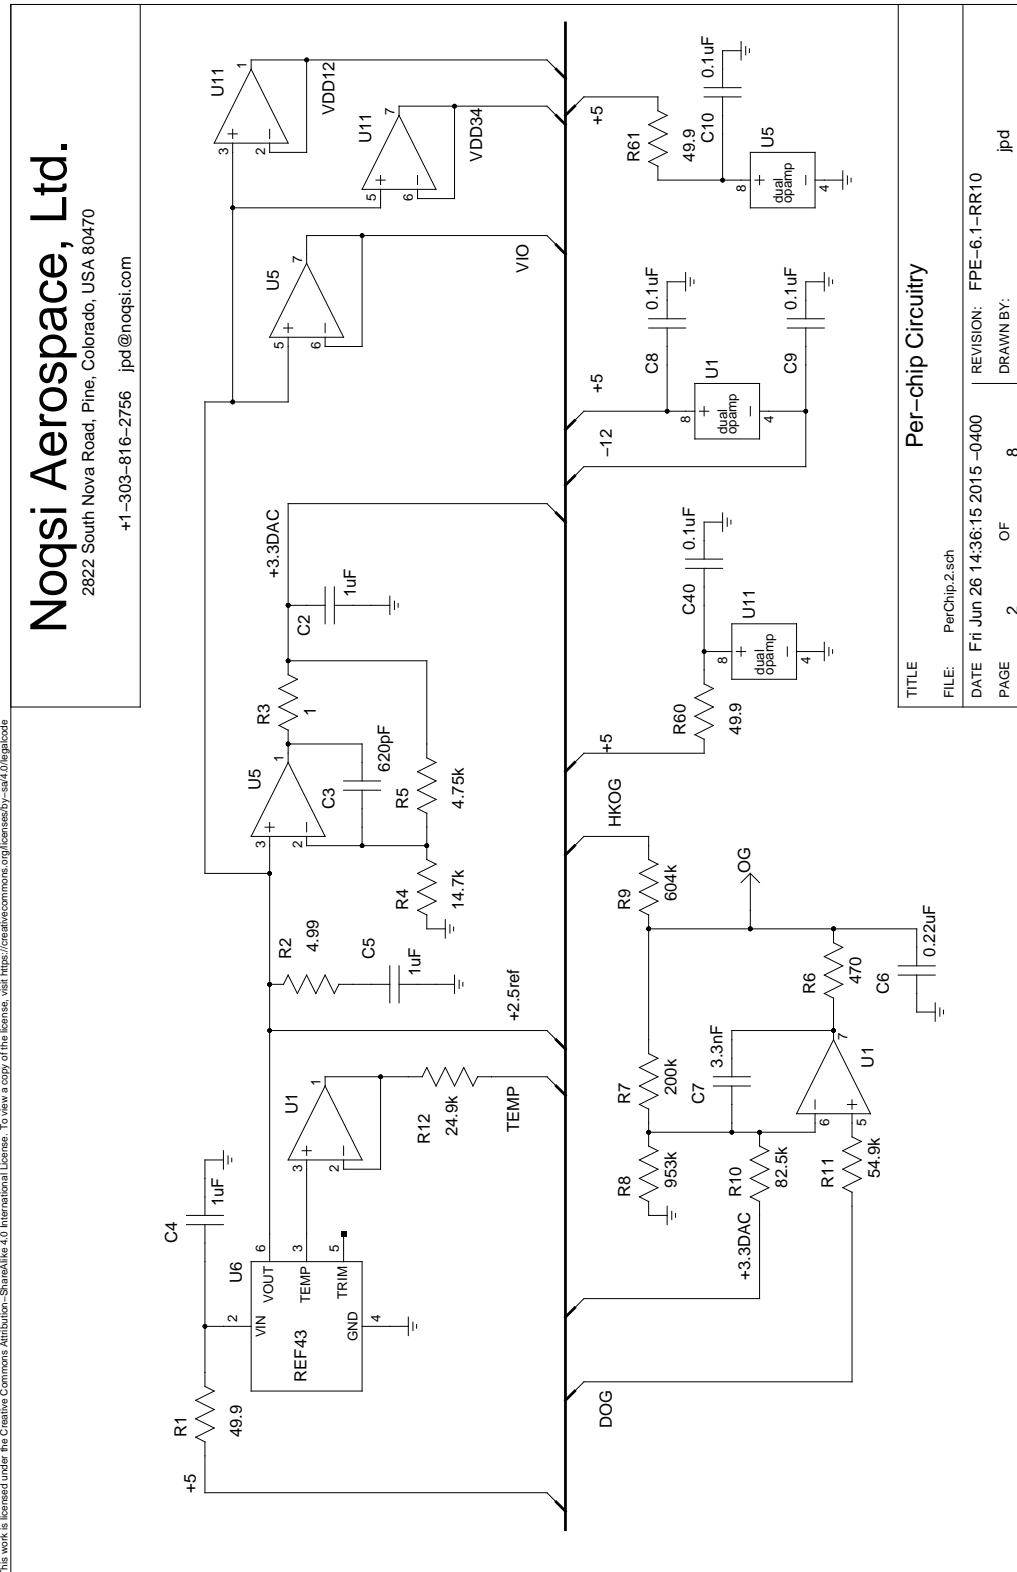 This work is licensed under the Creative Commons Attribution−ShareAlike 4.0 International License. To view a copy of the license, visit https://creativecommons.org/licenses/by−sa/4.0/legalcode
Noqsi Aerospace, Ltd.
2822 South Nova Road, Pine, Colorado, USA 80470
+1−303−816−2756 jpd@noqsi.com
+5
R1
49.9
C4
1uF
U6
2
VIN
VOUT
6
TEMP
3
TRIM
5
GND
4
REF43
U1
3
2
1
+
−
R12
24.9k
TEMP
+2.5ref
R2
4.99
C5
1uF
U5
3
2
1
+
−
R3
1
C3
620pF
R5
4.75k
R4
14.7k
C2
1uF
+3.3DAC
U5
5
6
7
+
−
VIO
U11
3
2
1
+
−
VDD12
U11
5
6
7
+
−
VDD34
DOG
+3.3DAC
R8
953k
R10
82.5k
R11
54.9k
R7
200k
C7
3.3nF
6
5
7
−
+
U1
R6
470
C6
0.22uF
OG
R9
604k
HKOG
+5
R60
49.9
C40
0.1uF
U11
8
+
dual
opamp
−
4
−12
+5
C8
0.1uF
U1
8
+
dual
opamp
−
4
C9
0.1uF
+5
R61
49.9
C10
0.1uF
U5
8
+
dual
opamp
−
4
TITLE
Per−chip Circuitry
FILE: PerChip.2.sch
REVISION: FPE−6.1−RR10
DATE Fri Jun 26 14:36:15 2015 −0400
PAGE 2 OF 8
DRAWN BY: jpd